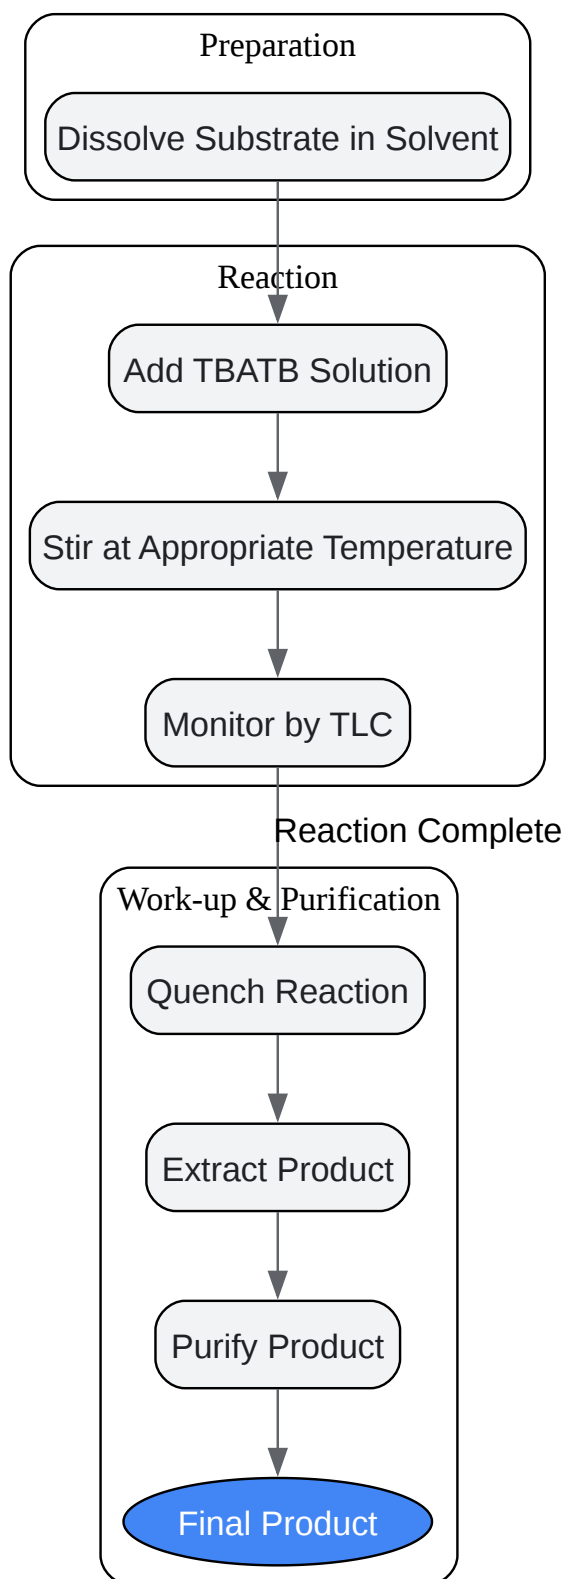 Preparation
Dissolve Substrate in Solvent
Reaction
Add TBATB Solution
Stir at Appropriate Temperature
Monitor by TLC
Reaction Complete
Work-up & Purification
Quench Reaction
Extract Product
Purify Product
Final Product